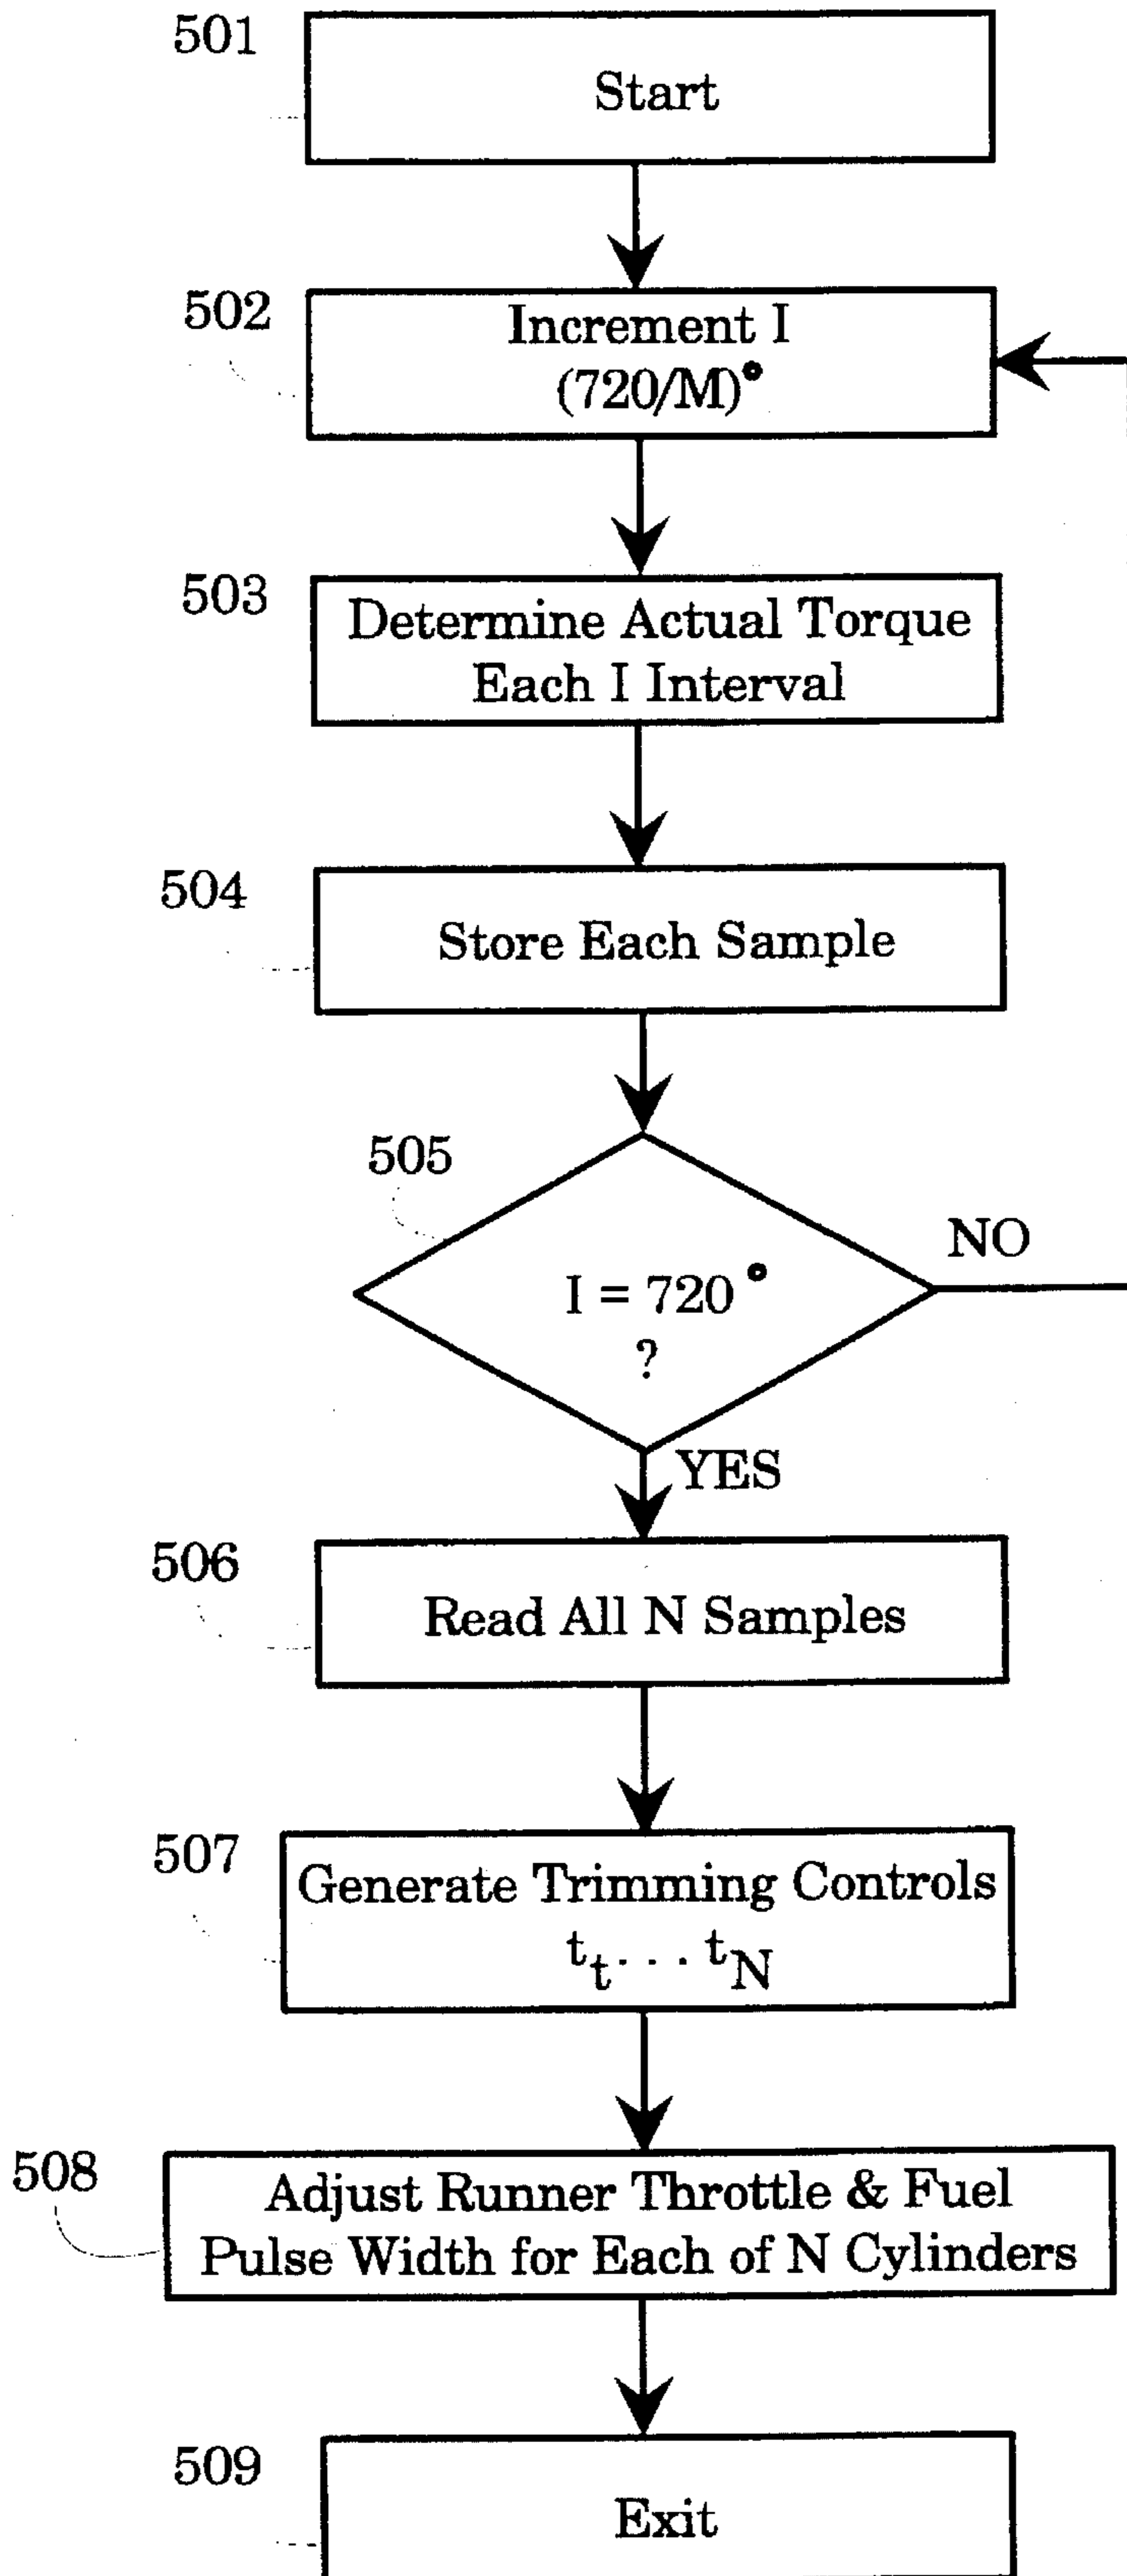 501
Start
502
Increment I
(720/M)°
503
Determine Actual Torque
Each I Interval
504
Store Each Sample
505
I = 720 °
?
NO
YES
506
Read All N Samples
507
Generate Trimming Controls
t_t . . . t_N
508
Adjust Runner Throttle & Fuel
Pulse Width for Each of N Cylinders
509
Exit